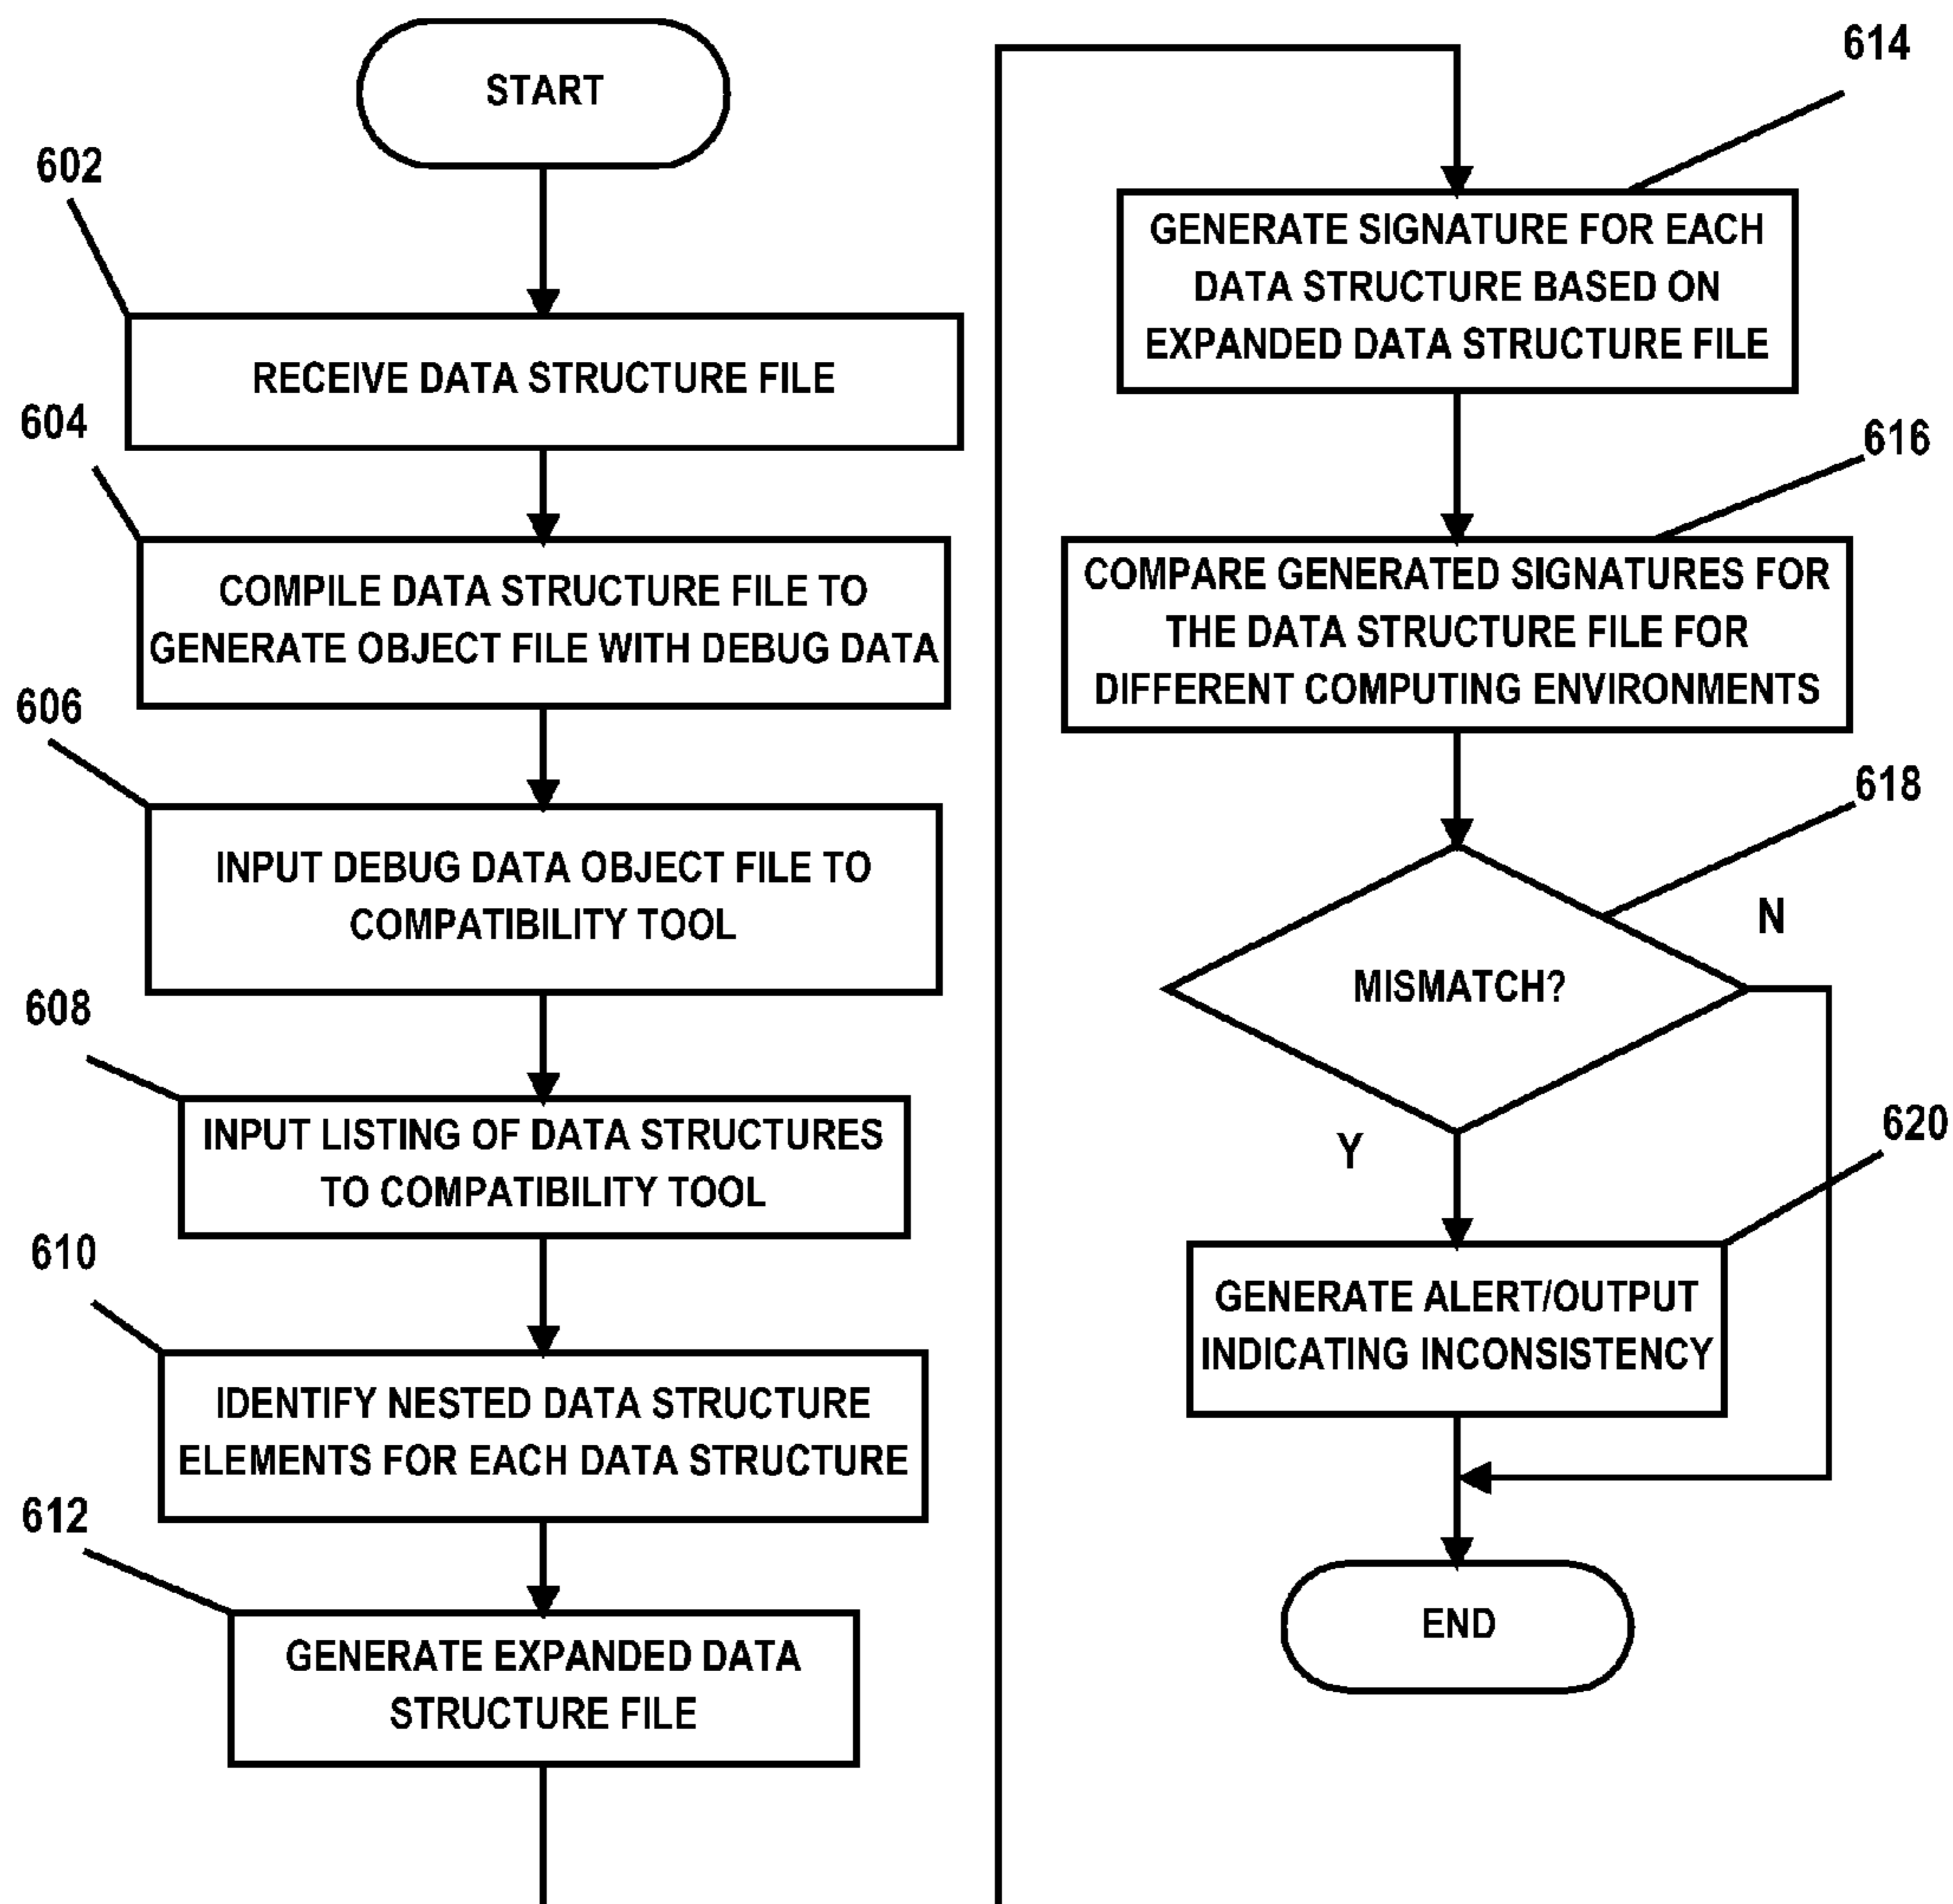 START
602
RECEIVE DATA STRUCTURE FILE
604
COMPILE DATA STRUCTURE FILE TO
GENERATE OBJECT FILE WITH DEBUG DATA
606
INPUT DEBUG DATA OBJECT FILE TO
COMPATIBILITY TOOL
608
INPUT LISTING OF DATA STRUCTURES
TO COMPATIBILITY TOOL
610
IDENTIFY NESTED DATA STRUCTURE
ELEMENTS FOR EACH DATA STRUCTURE
612
GENERATE EXPANDED DATA
STRUCTURE FILE
614
GENERATE SIGNATURE FOR EACH
DATA STRUCTURE BASED ON
EXPANDED DATA STRUCTURE FILE
616
COMPARE GENERATED SIGNATURES FOR
THE DATA STRUCTURE FILE FOR
DIFFERENT COMPUTING ENVIRONMENTS
618
N
MISMATCH?
Y
620
GENERATE ALERT/OUTPUT
INDICATING INCONSISTENCY
END